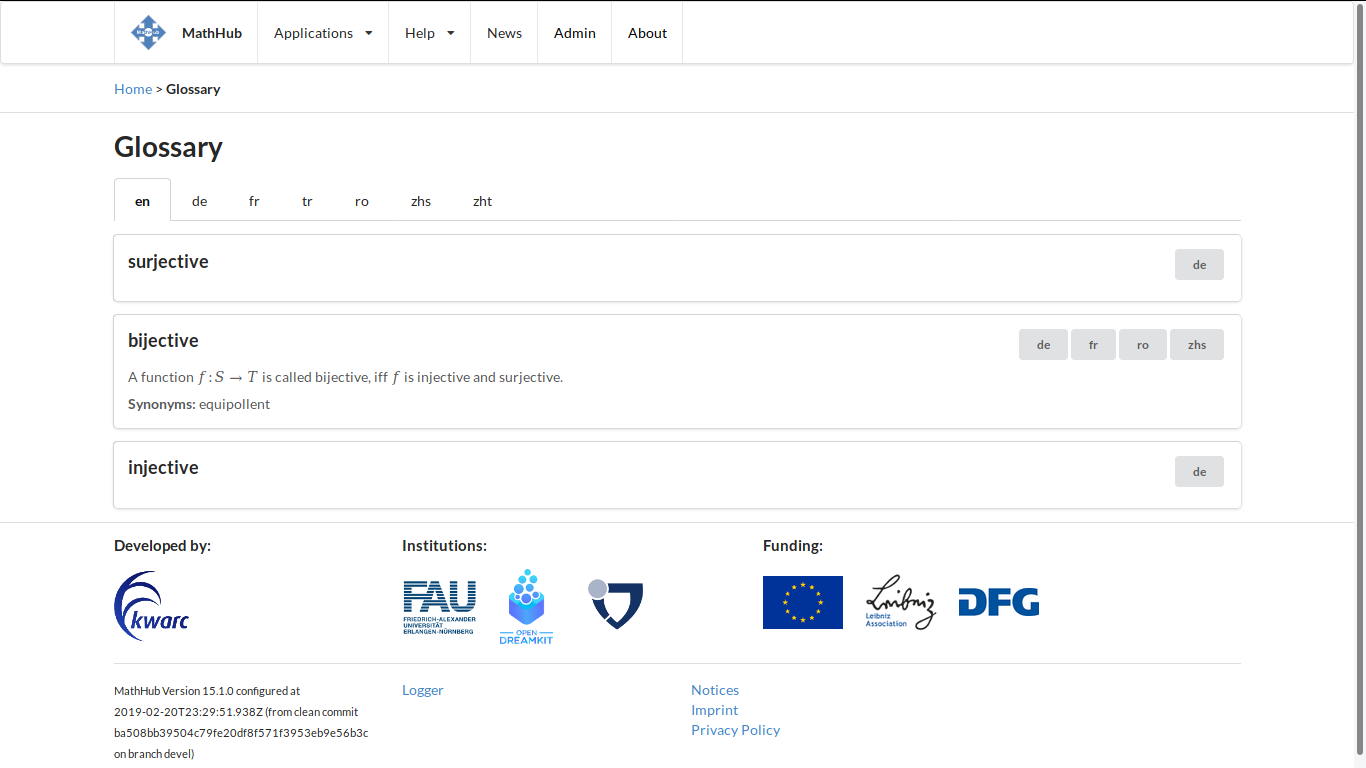 MathHub
MathHub Applications Help News Admin About
Home > Glossary
Glossary
en de fr tr ro zhs zht
surjective de
bijective de fr ro zhs
A function f : S → T is called bijective, iff f is injective and surjective.
Synonyms: equipollent
injective de
Developed by: Institutions: Funding:
kwarc
FAU
FRIEDRICH-ALEXANDER
UNIVERSITÄT
ERLANGEN-NÜRNBERG
OPEN
DREAMKIT
Leibniz
Leibniz
Association
DFG
MathHub Version 15.1.0 configured at
2019-02-20T23:29:51.938Z (from clean commit
ba508bb39504c79fe20df8f571f3953eb9e56b3c
on branch devel)
Logger
Notices
Imprint
Privacy Policy